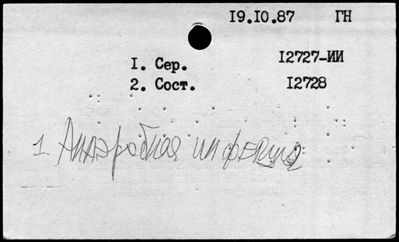 19.10.87 ГН
1. Сер. 12727-ИИ
2. Сост. 12728
1. Анаэробная инфекция